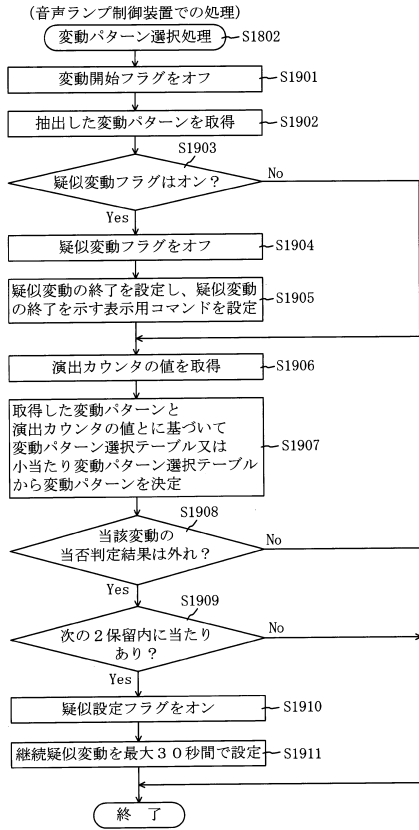 (音声ランプ制御装置での処理)
変動パターン選択処理
S1802
変動開始フラグをオフ
S1901
抽出した変動パターンを取得
S1902
S1903
疑似変動フラグはオン?
No
Yes
疑似変動フラグをオフ
S1904
疑似変動の終了を設定し、疑似変動
の終了を示す表示用コマンドを設定
S1905
演出カウンタの値を取得
S1906
取得した変動パターンと
演出カウンタの値とに基づいて
変動パターン選択テーブル又は
小当たり変動パターン選択テーブル
から変動パターンを決定
S1907
S1908
当該変動の
当否判定結果は外れ?
No
Yes
S1909
次の2保留内に当たり
あり?
No
Yes
疑似設定フラグをオン
S1910
継続疑似変動を最大30秒間で設定
S1911
終 了